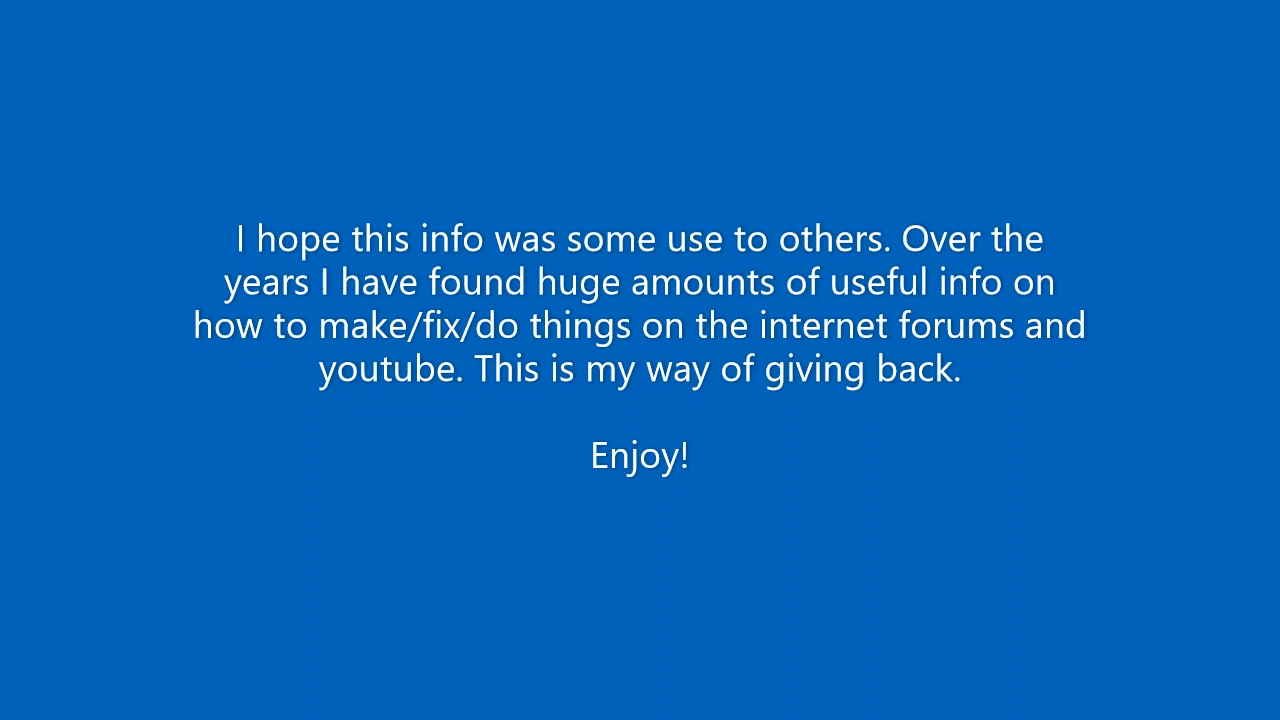 I hope this info was some use to others. Over the
years I have found huge amounts of useful info on
how to make/fix/do things on the internet forums and
youtube. This is my way of giving back.
Enjoy!